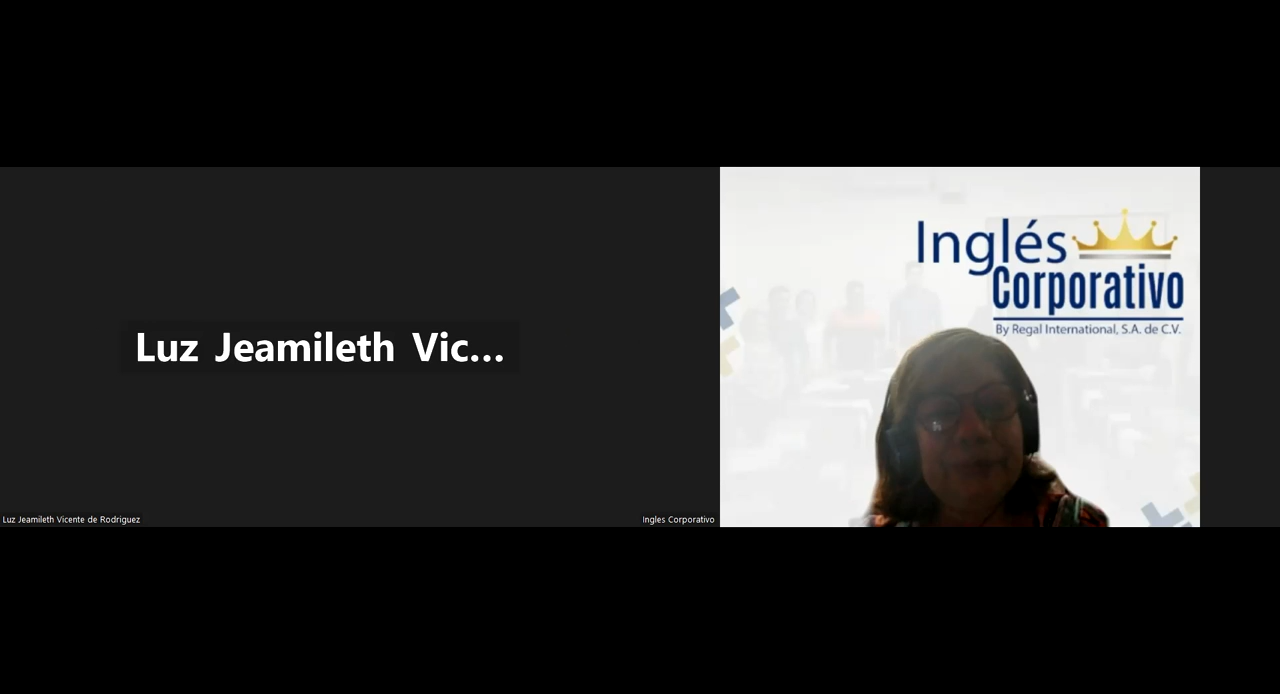 Luz Jeamileth Vic...
Luz Jeamileth Vicente de Rodriguez
Ingles Corporativo
Inglés
Corporativo
By Regal International, S.A. de C.V.